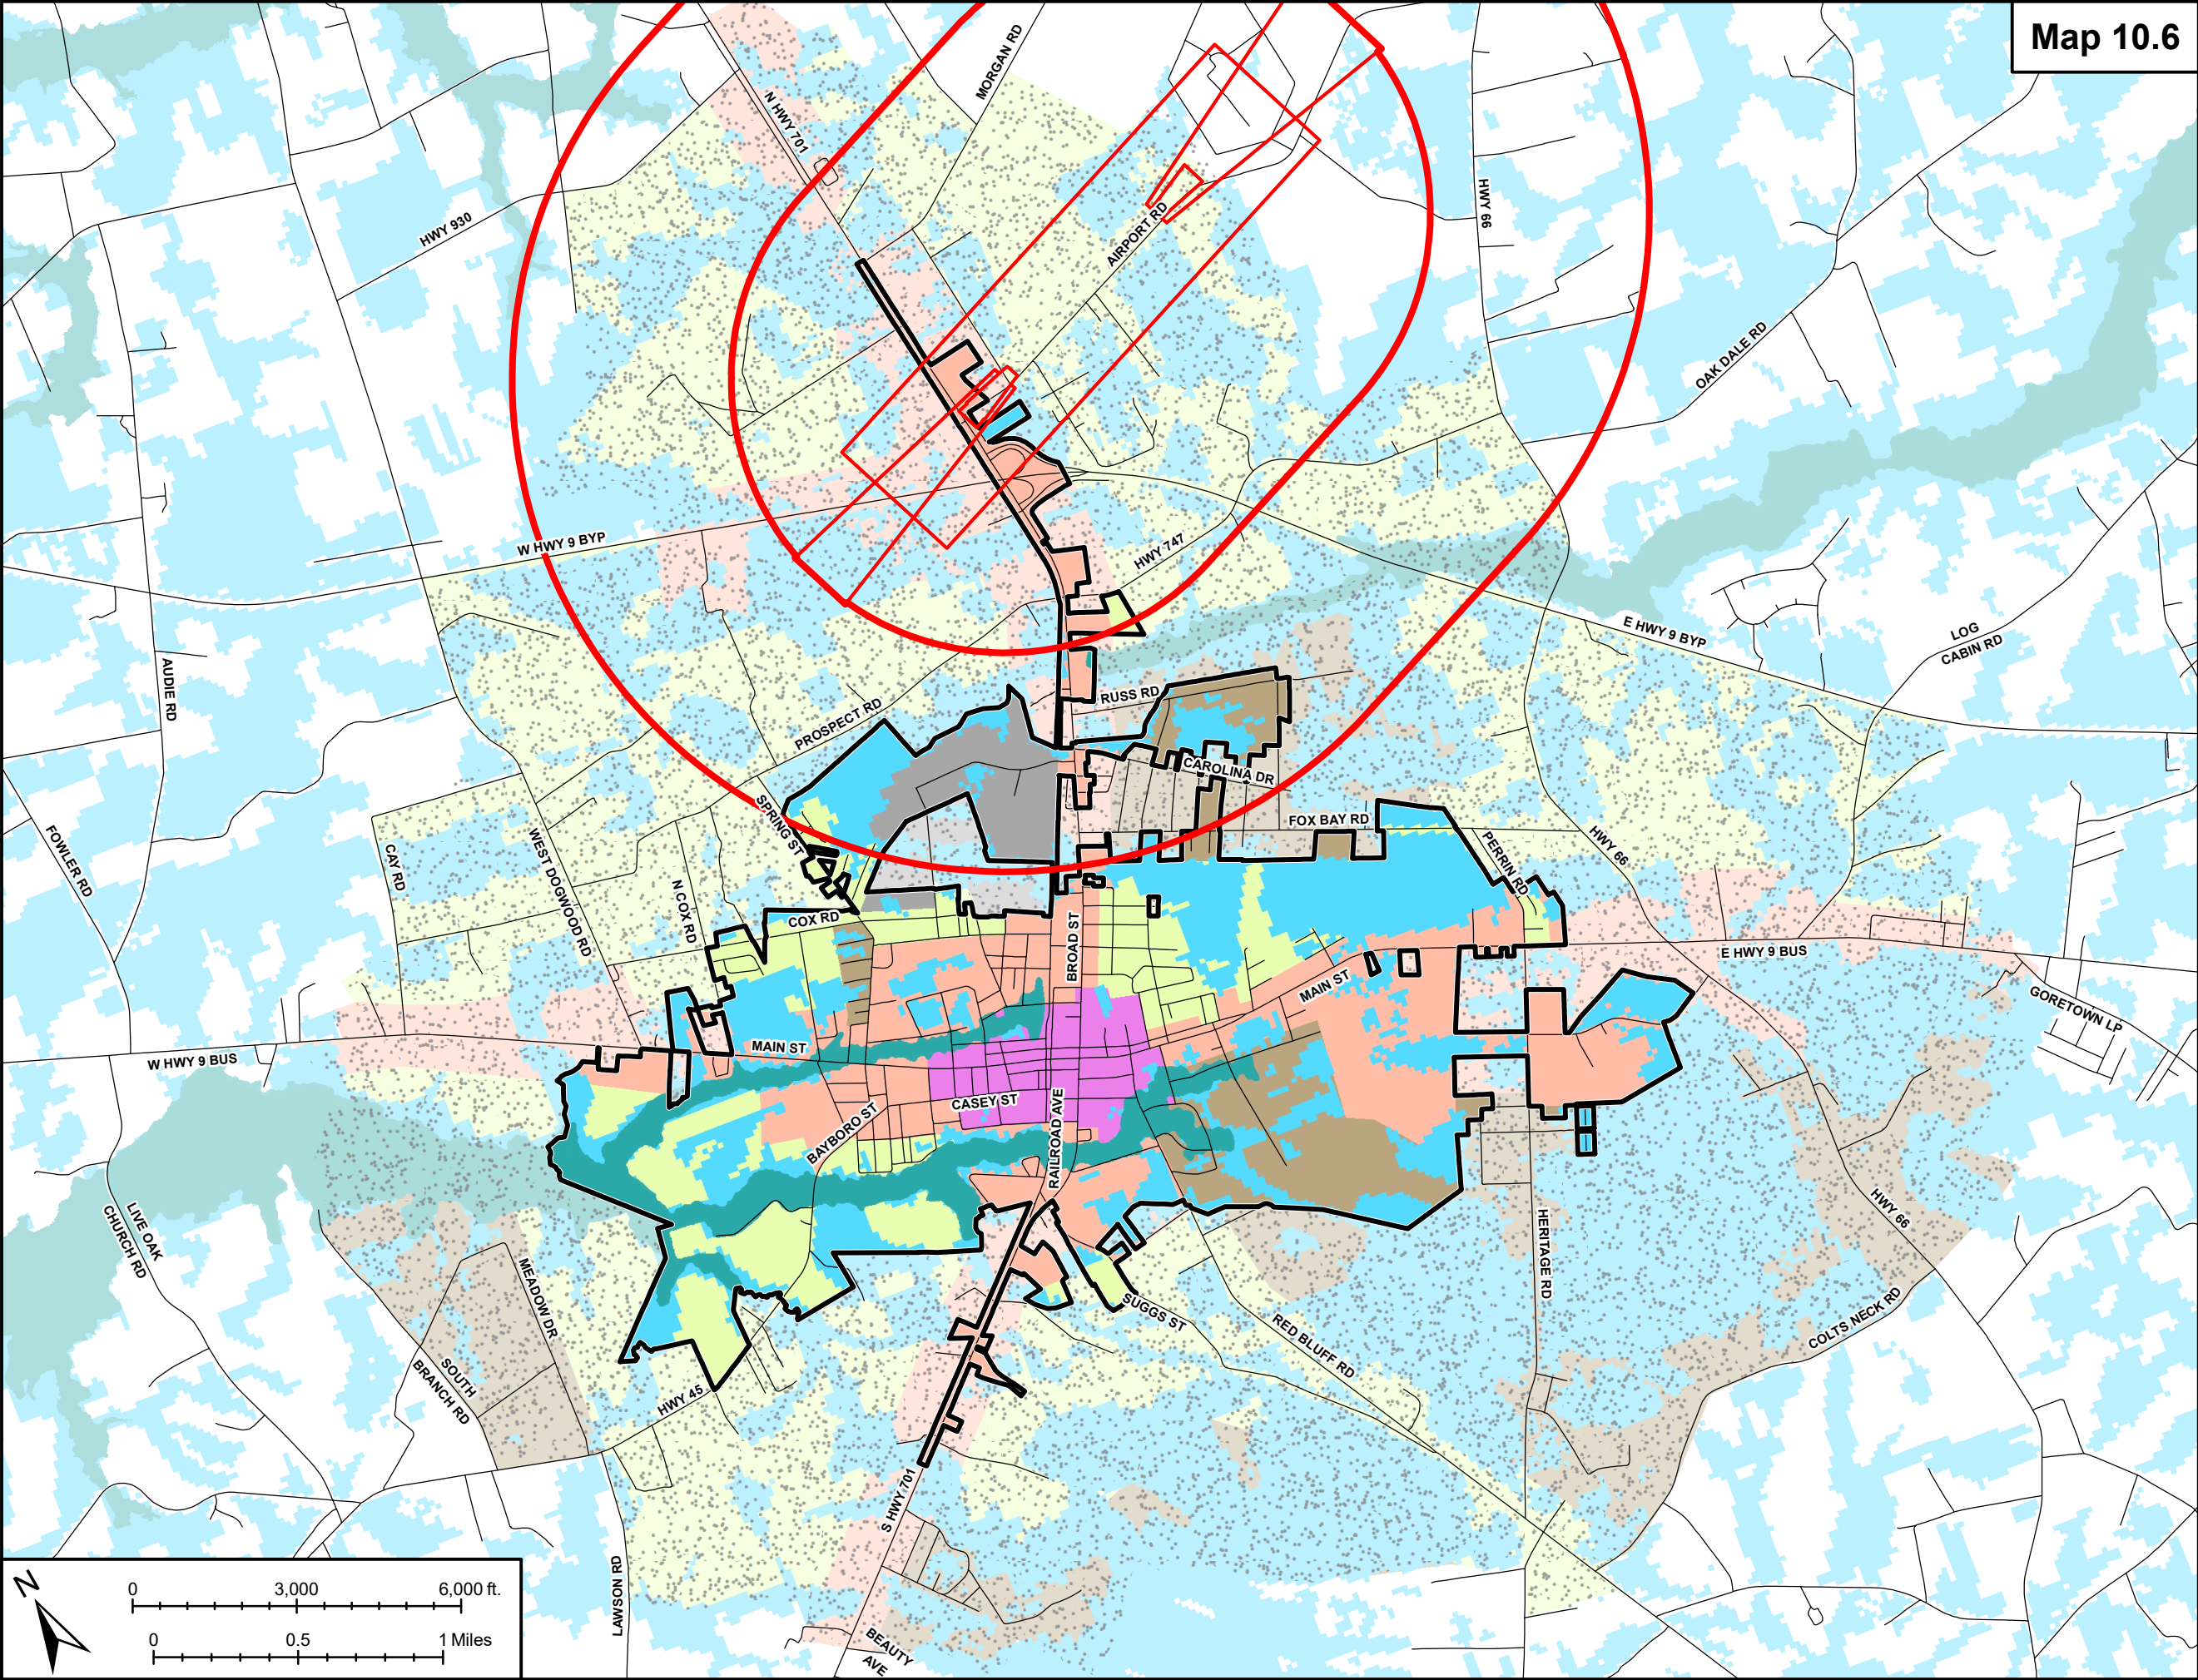 Map 10.6
MORGAN RD
N HWY 701
HWY 930
AIRPORT RD
HWY 66
OAK DALE RD
W HWY 9 BYP
HWY 747
E HWY 9 BYP
LOG
CABIN RD
AUDIE RD
RUSS RD
PROSPECT RD
CAROLINA DR
SPRING ST
FOX BAY RD
FOWLER RD
CAY RD
WEST DOGWOOD RD
N COX RD
PERRIN RD
HWY 66
COX RD
BROAD ST
E HWY 9 BUS
MAIN ST
GORETOWN LP
W HWY 9 BUS
MAIN ST
CASEY ST
BAYBORO ST
RAILROAD AVE
LIVE OAK
CHURCH RD
HWY 66
HERITAGE RD
MEADOW DR
SUGGS ST
RED BLUFF RD
COLTS NECK RD
SOUTH
BRANCH RD
HWY 45
S HWY 701
LAWSON RD
BEAUTY
AVE
N
0 3,000 6,000 ft.
0 0.5 1 Miles